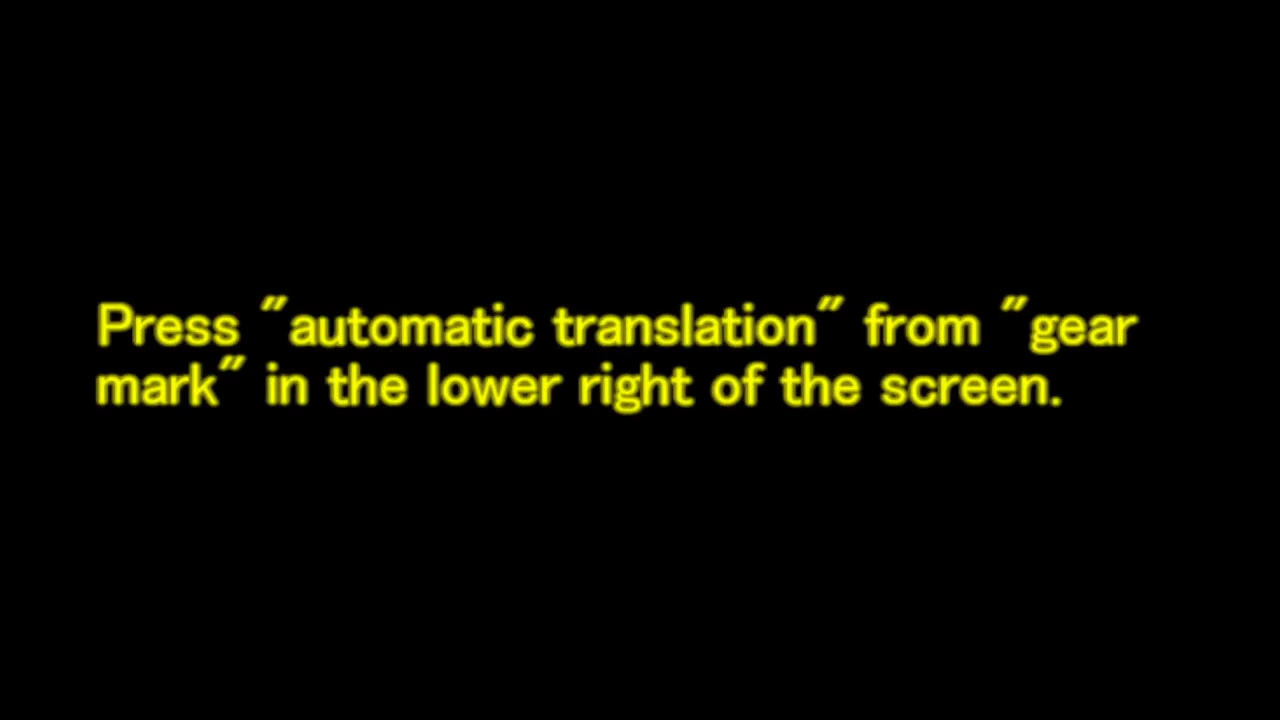 Press "automatic translation" from "gear
mark" in the lower right of the screen.